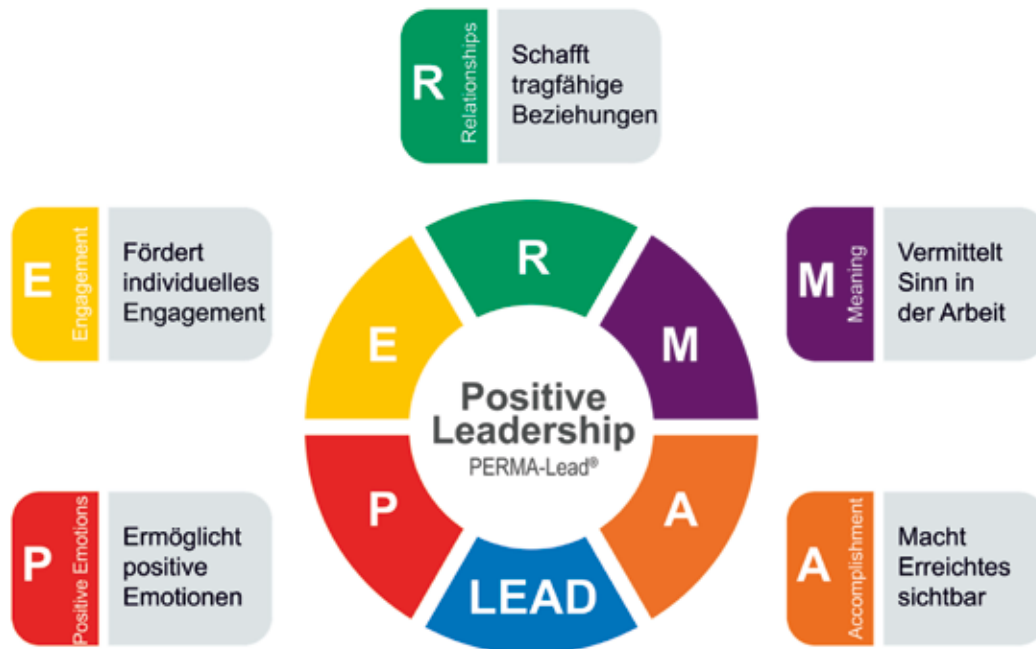 R
Relationships
Schafft
tragfähige
Beziehungen
E
Engagement
Fördert
individuelles
Engagement
M
Meaning
Vermittelt
Sinn in
der Arbeit
R
E
M
Positive
Leadership
PERMA-Lead®
P
A
LEAD
P
Positive Emotions
Ermöglicht
positive
Emotionen
A
Accomplishment
Macht
Erreichtes
sichtbar